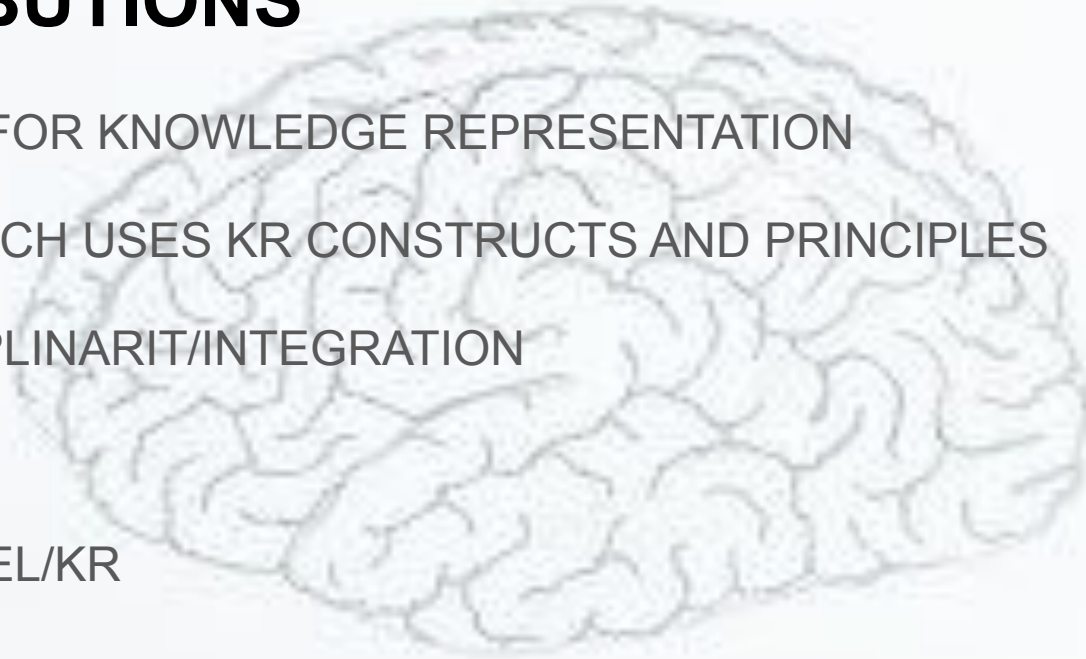 BUTIONS
FOR KNOWLEDGE REPRESENTATION
CH USES KR CONSTRUCTS AND PRINCIPLES
PLINARIT/INTEGRATION
EL/KR